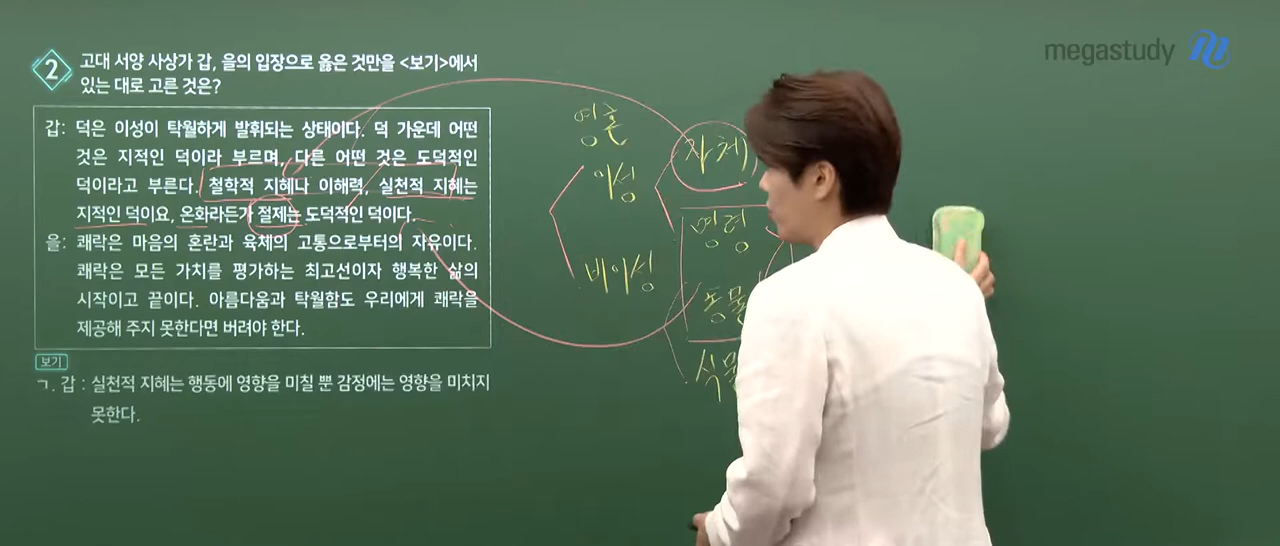 megastudy
2 고대 서양 사상가 갑, 을의 입장으로 옳은 것만을 <보기>에서
있는 대로 고른 것은?
갑: 덕은 이성이 탁월하게 발휘되는 상태이다. 덕 가운데 어떤
것은 지적인 덕이라 부르며, 다른 어떤 것은 도덕적인
덕이라고 부른다. 철학적 지혜나 이해력, 실천적 지혜는
지적인 덕이요, 온화라든가 절제는 도덕적인 덕이다.
을: 쾌락은 마음의 혼란과 육체의 고통으로부터의 자유이다.
쾌락은 모든 가치를 평가하는 최고선이자 행복한 삶의
시작이고 끝이다. 아름다움과 탁월함도 우리에게 쾌락을
제공해 주지 못한다면 버려야 한다.
보기
ㄱ. 갑 : 실천적 지혜는 행동에 영향을 미칠 뿐 감정에는 영향을 미치지
못한다.
영혼
이성
비이성
자체
명령
동물
식물